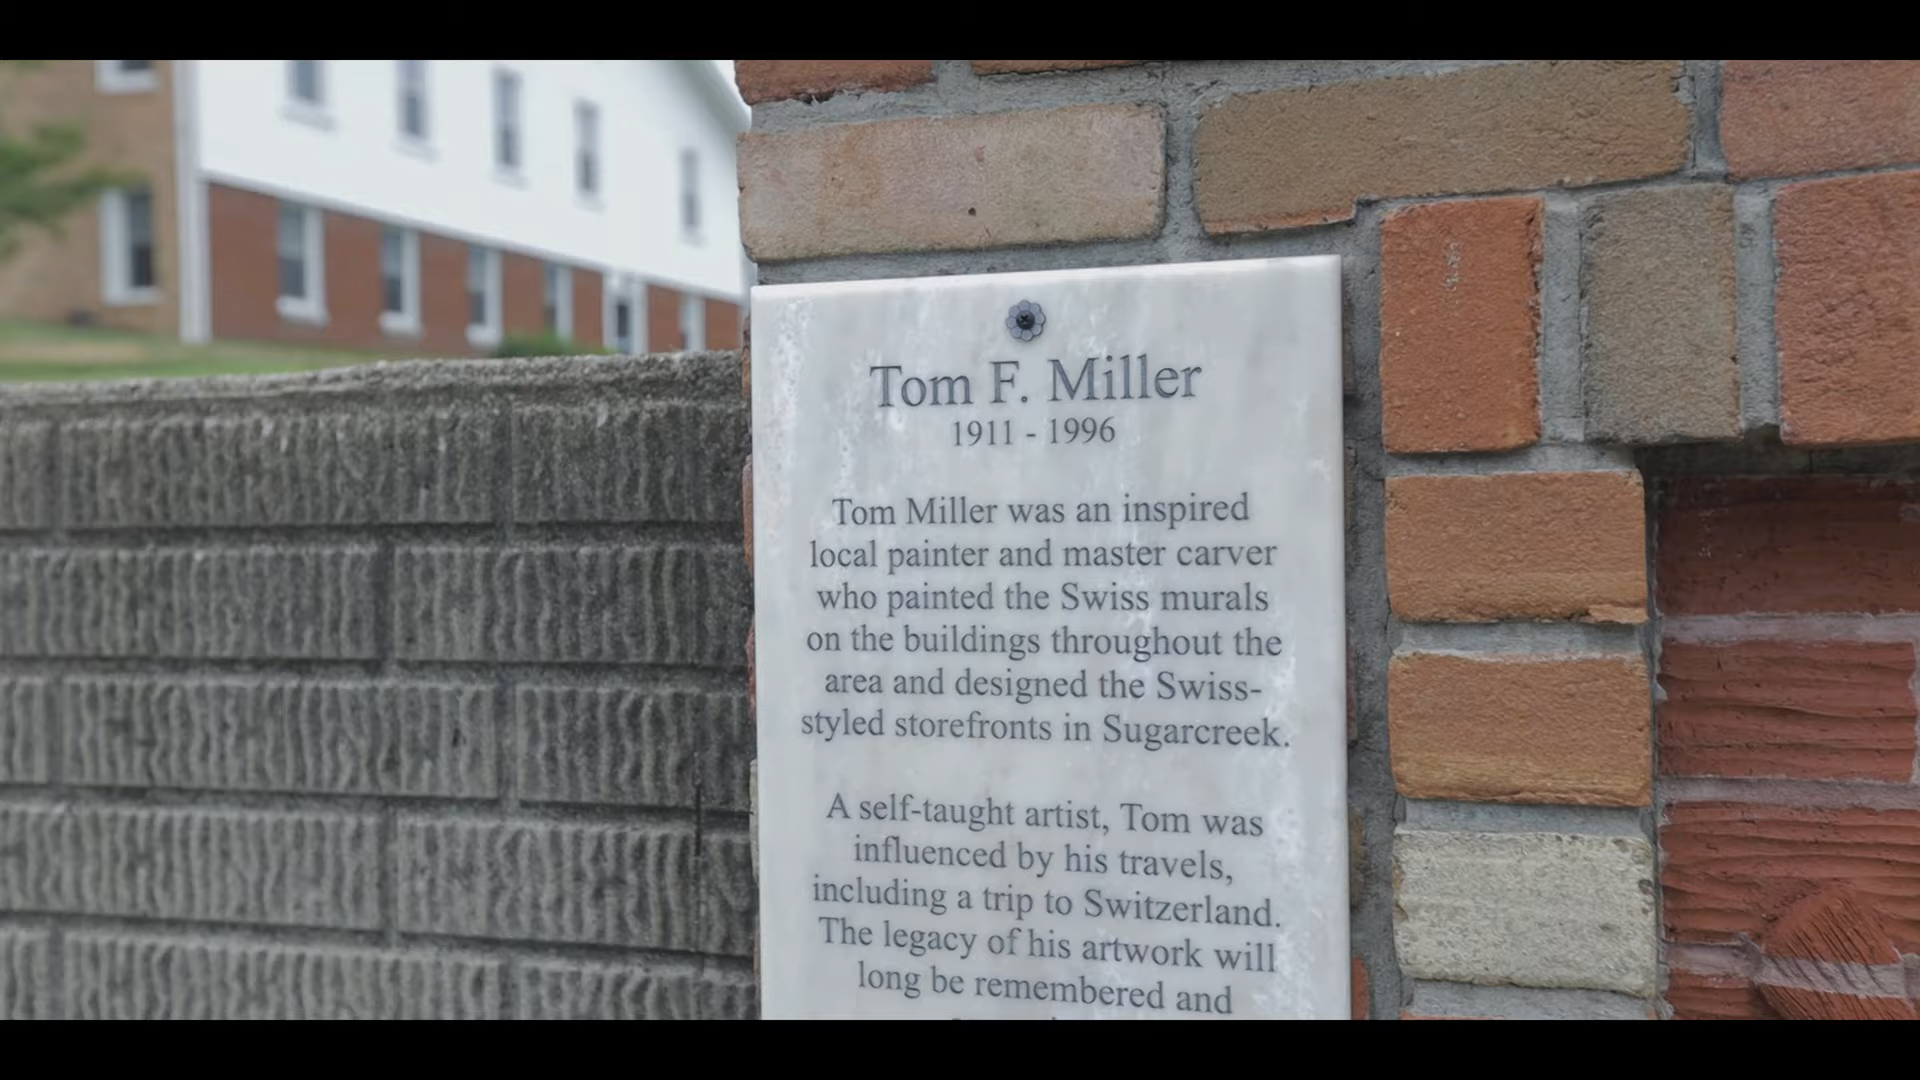 Tom F. Miller
1911 - 1996
Tom Miller was an inspired
local painter and master carver
who painted the Swiss murals
on the buildings throughout the
area and designed the Swiss-
styled storefronts in Sugarcreek.
A self-taught artist, Tom was
influenced by his travels,
including a trip to Switzerland.
The legacy of his artwork will
long be remembered and